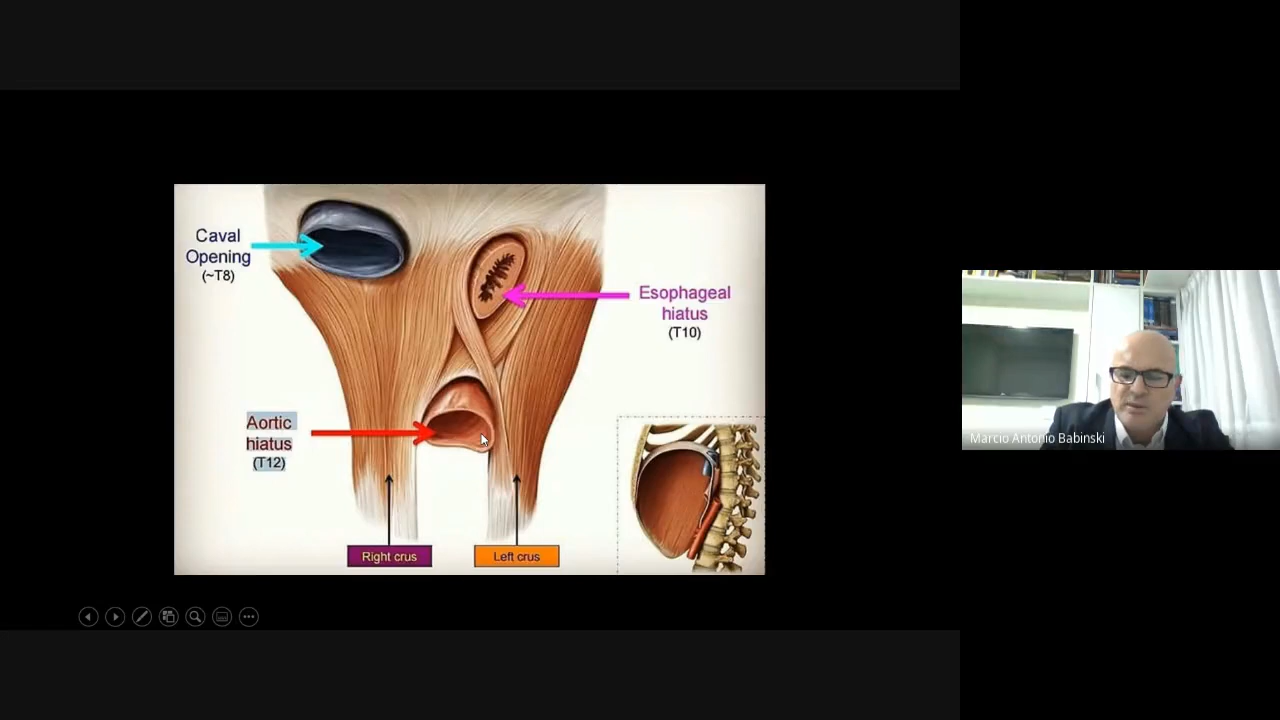 Caval
Opening
(~T8)
Esophageal
hiatus
(T10)
Aortic
hiatus
(T12)
Right crus
Left crus
Marcio Antonio Babinski